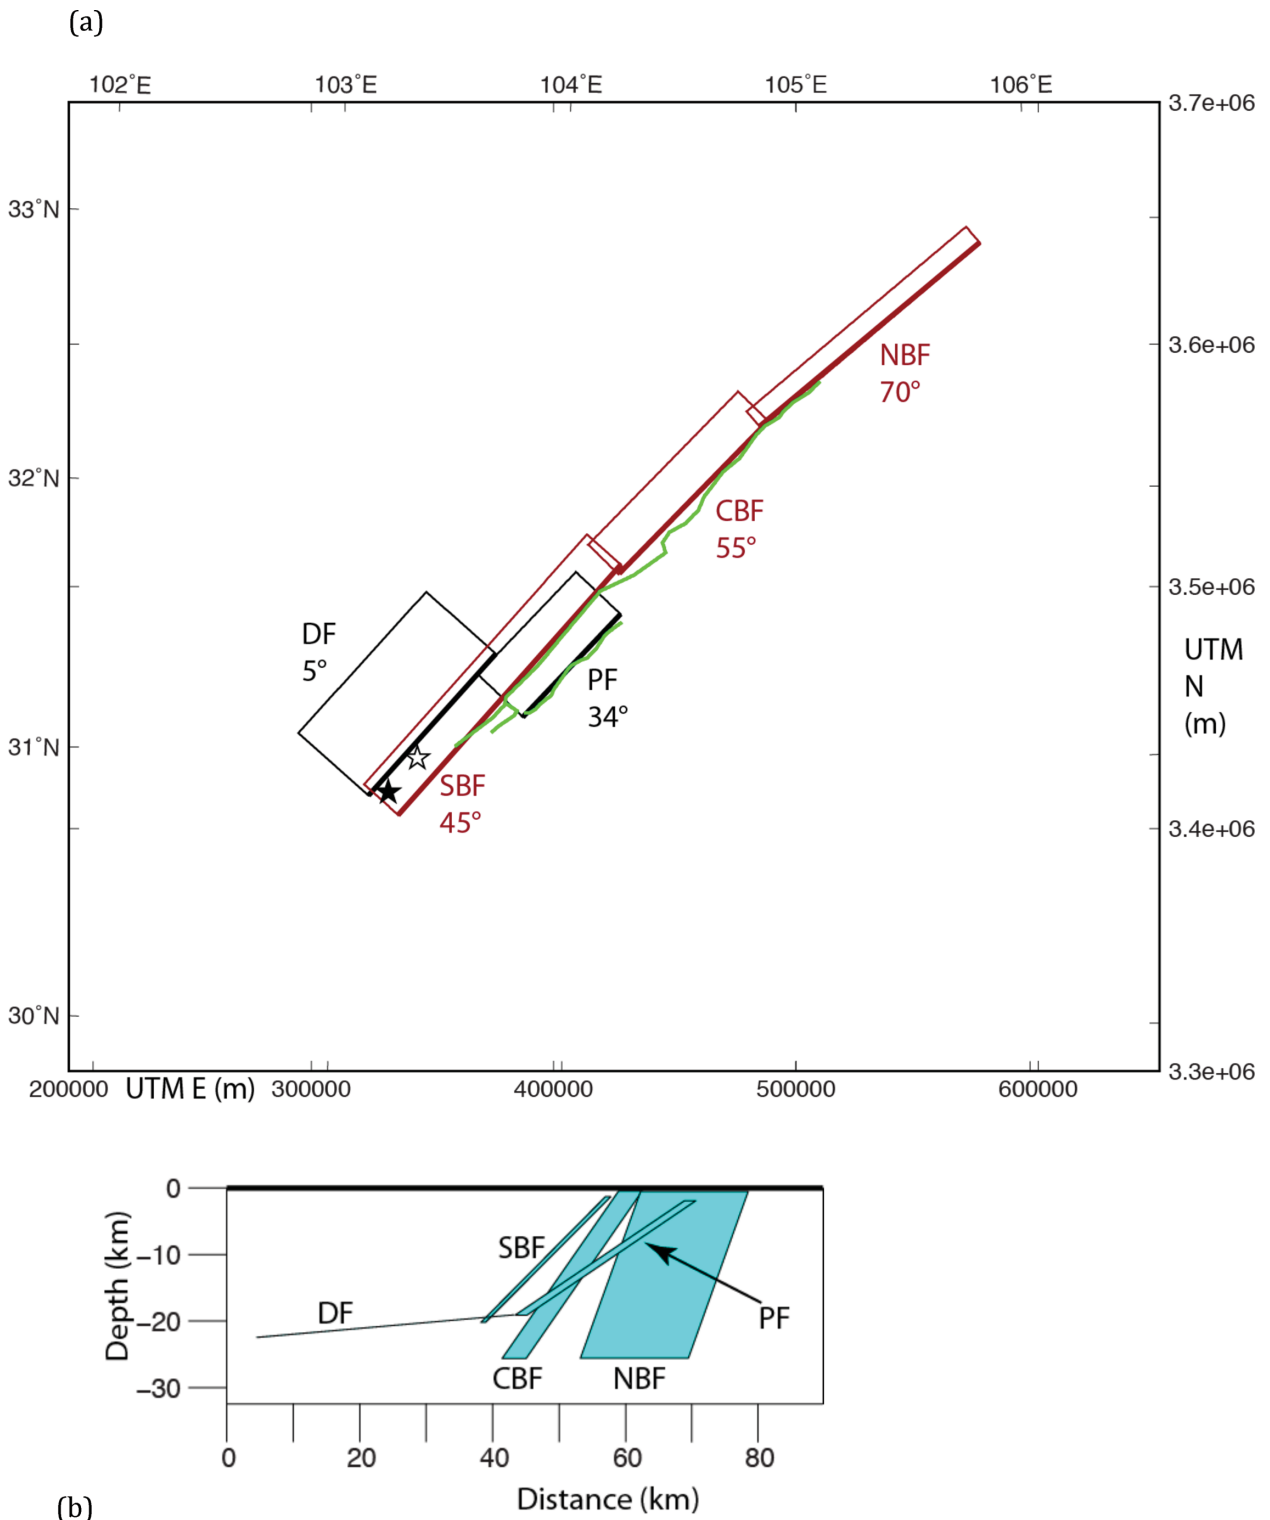 (a)
102˚E 103˚E 104˚E 105˚E 106˚E
3.7e+06
33˚N
NBF
70°
3.6e+06
32˚N
CBF
55°
3.5e+06
DF
5°
UTM
N
(m)
PF
34°
31˚N
SBF
45°
3.4e+06
30˚N
3.3e+06
200000 UTM E (m) 300000 400000 500000 600000
0
Depth (km)
SBF
−10
DF
PF
−20
CBF NBF
−30
0 20 40 60 80
Distance (km)
(b)